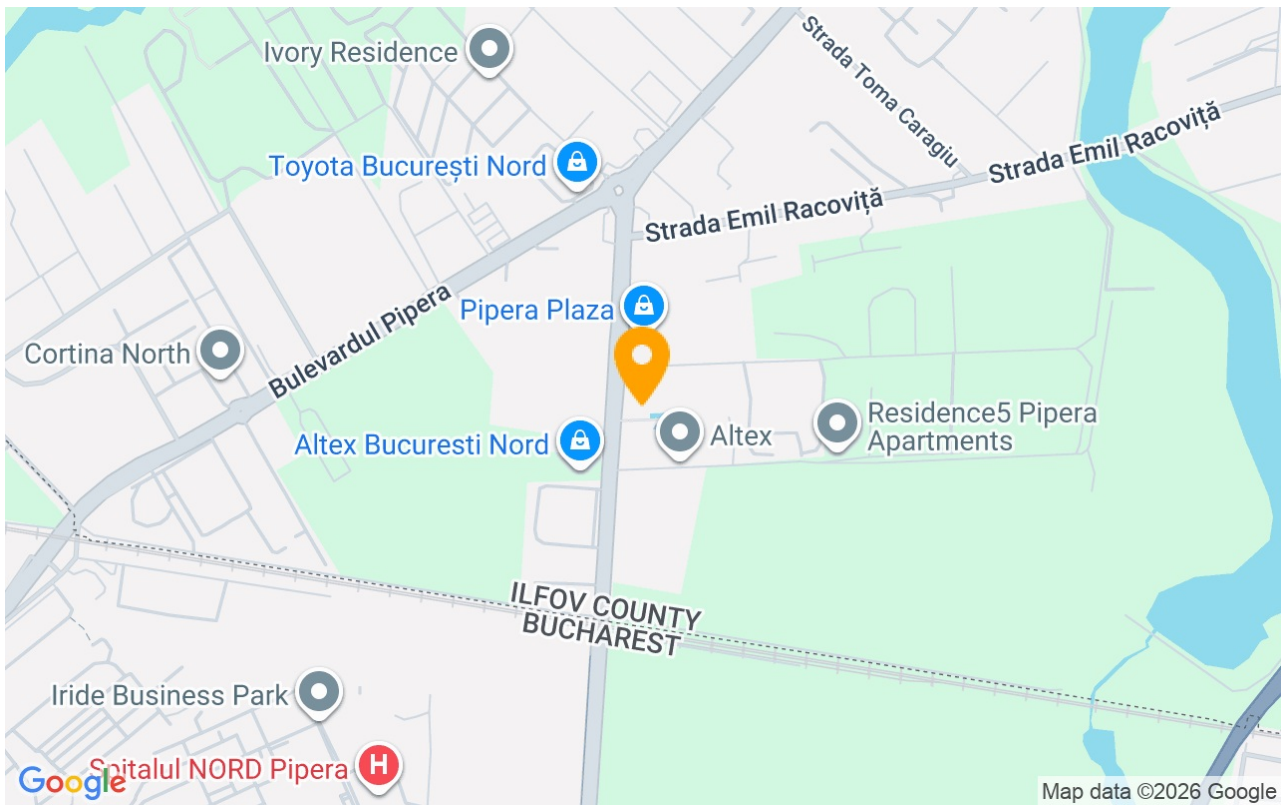 Ivory Residence
Strada Toma Caragiu
Strada Emil Racoviță
Toyota București Nord
Strada Emil Racoviță
Pipera Plaza
Bulevardul Pipera
Cortina North
Residence5 Pipera
Apartments
Altex Bucuresti Nord
Altex
ILFOV COUNTY
BUCHAREST
Iride Business Park
Spitalul NORD Pipera
H
Google
Map data ©2026 Google